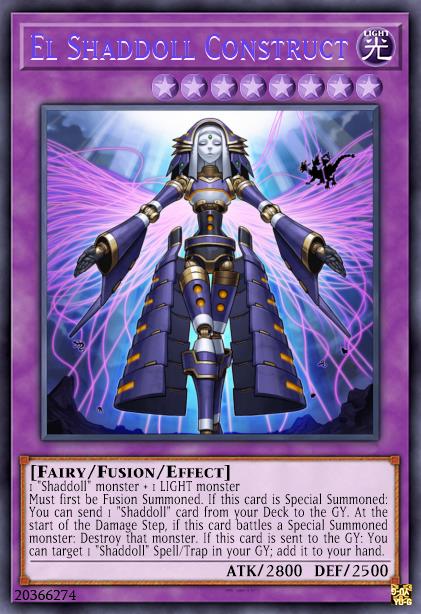 El Shaddoll Construct
LIGHT
光
[Fairy/Fusion/Effect]
1 "Shaddoll" monster + 1 LIGHT monster
Must first be Fusion Summoned. If this card is Special Summoned:
You can send 1 "Shaddoll" card from your Deck to the GY. At the
start of the Damage Step, if this card battles a Special Summoned
monster: Destroy that monster. If this card is sent to the GY: You
can target 1 "Shaddoll" Spell/Trap in your GY; add it to your hand.
ATK/2800 DEF/2500
20366274